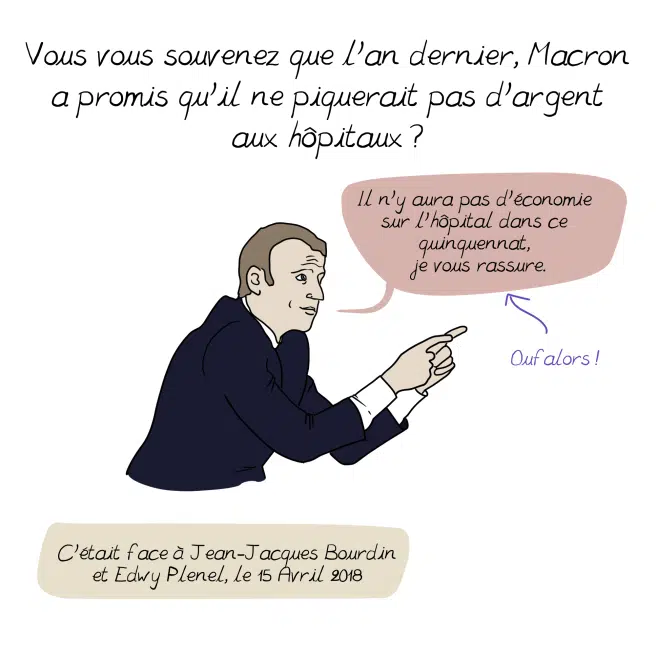 Vous vous souvenez que l'an dernier, Macron
a promis qu'il ne piquerait pas d'argent
aux hôpitaux ?
Il n'y aura pas d'économie
sur l'hôpital dans ce
quinquennat,
je vous rassure.
Ouf alors !
C'était face à Jean-Jacques Bourdin
et Edwy Plenel, le 15 Avril 2018